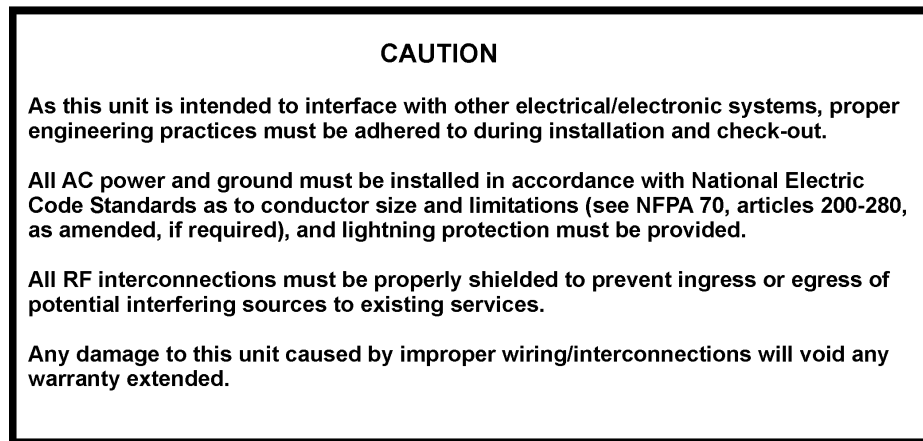 CAUTION
As this unit is intended to interface with other electrical/electronic systems, proper
engineering practices must be adhered to during installation and check-out.
All AC power and ground must be installed in accordance with National Electric
Code Standards as to conductor size and limitations (see NFPA 70, articles 200-280,
as amended, if required), and lightning protection must be provided.
All RF interconnections must be properly shielded to prevent ingress or egress of
potential interfering sources to existing services.
Any damage to this unit caused by improper wiring/interconnections will void any
warranty extended.